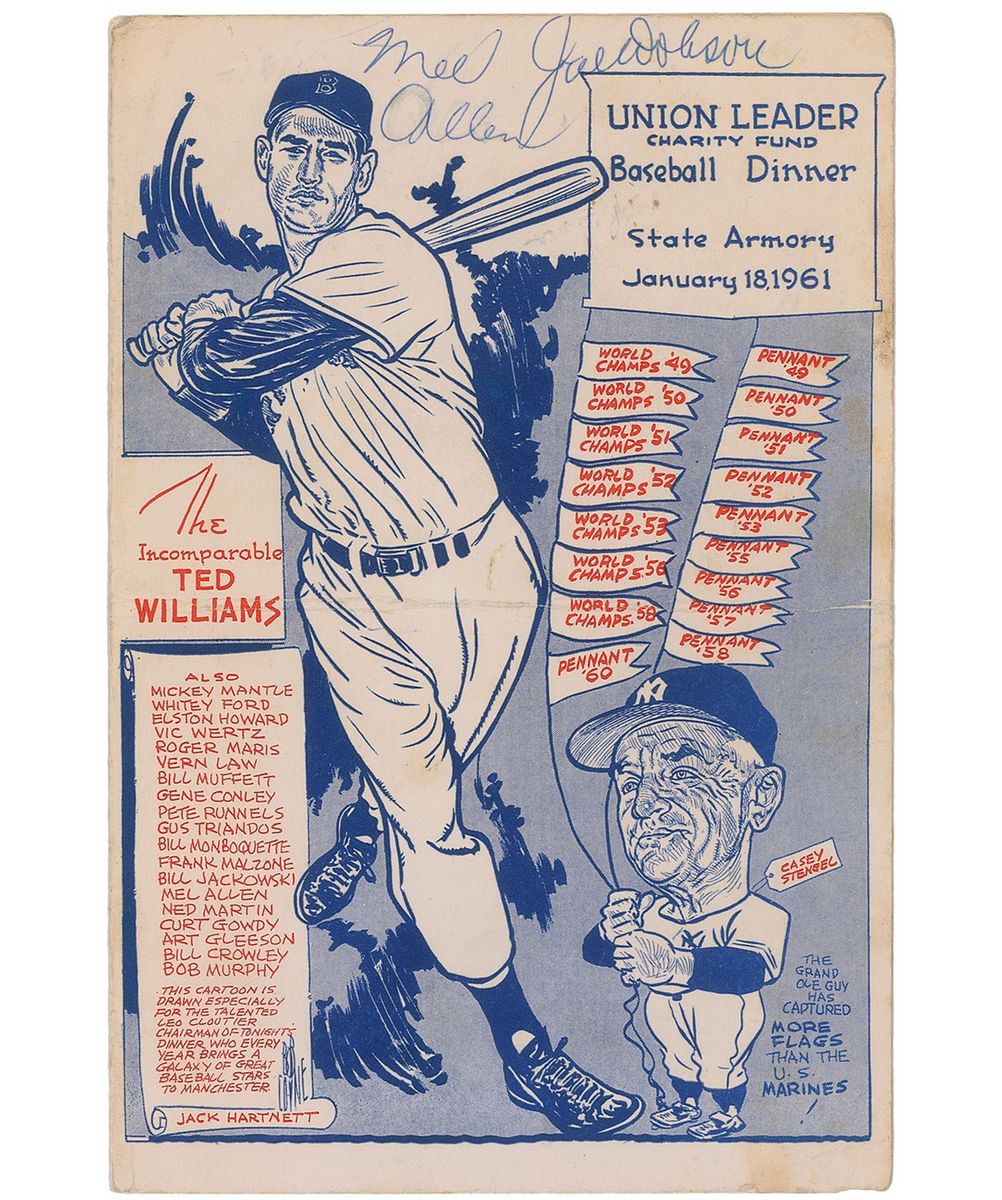 Mel Joe Dobson
Allen
B
UNION LEADER
CHARITY FUND
Baseball Dinner
State Armory
January 18, 1961
WORLD
CHAMPS '49
WORLD
CHAMPS '50
WORLD '51
CHAMPS
WORLD '52
CHAMPS
WORLD '53
CHAMPS
WORLD '56
CHAMPS.
WORLD '58
CHAMPS.
PENNANT
'60
PENNANT
'49
PENNANT
'50
PENNANT
'51
PENNANT
'52
PENNANT
'53
PENNANT
'55
PENNANT
'56
PENNANT
'57
PENNANT
'58
The
Incomparable
TED
WILLIAMS
ALSO
MICKEY MANTLE
WHITEY FORD
ELSTON HOWARD
VIC WERTZ
ROGER MARIS
VERN LAW
BILL MUFFETT
GENE CONLEY
PETE RUNNELS
GUS TRIANDOS
BILL MONBOQUETTE
FRANK MALZONE
BILL JACKOWSKI
MEL ALLEN
NED MARTIN
CURT GOWDY
ART GLEESON
BILL CROWLEY
BOB MURPHY
THIS CARTOON IS
DRAWN ESPECIALLY
FOR THE TALENTED
LEO CLOUTIER
CHAIRMAN OF TONIGHTS
DINNER WHO EVERY
YEAR BRINGS A
GALAXY OF GREAT
BASEBALL STARS
TO MANCHESTER
JACK HARTNETT
NY
CASEY
STENGEL
THE
GRAND
OLE GUY
HAS
CAPTURED
MORE
FLAGS
THAN THE
U.S.
MARINES
!